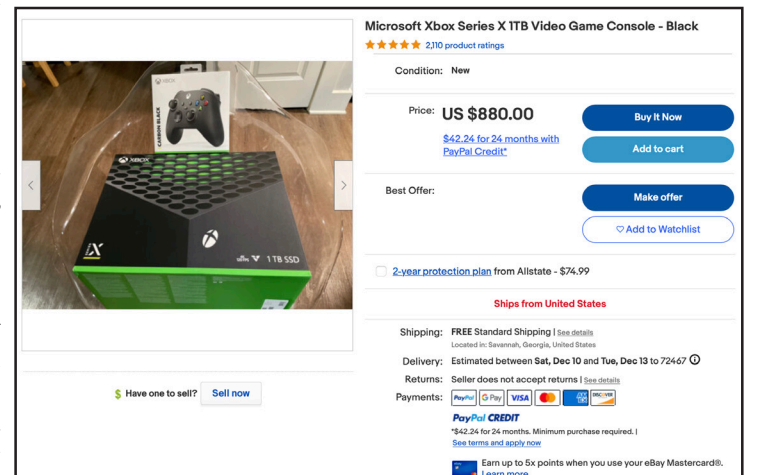 Microsoft Xbox Series X 1TB Video Game Console - Black
2,110 product ratings
Condition: New
Price: US $880.00
Buy It Now
$42.24 for 24 months with
PayPal Credit*
Add to cart
Best Offer:
Make offer
Add to Watchlist
2-year protection plan from Allstate - $74.99
Ships from United States
Shipping: FREE Standard Shipping | See details
Located in: Savannah, Georgia, United States
Delivery: Estimated between Sat, Dec 10 and Tue, Dec 13 to 72467
Returns: Seller does not accept returns | See details
Payments: PayPal G Pay VISA DISCOVER
PayPal CREDIT
*$42.24 for 24 months. Minimum purchase required. |
See terms and apply now
Earn up to 5x points when you use your eBay Mastercard®.
Learn more
XBOX
CARBON BLACK
XBOX
X
1 TB SSD
$ Have one to sell? Sell now